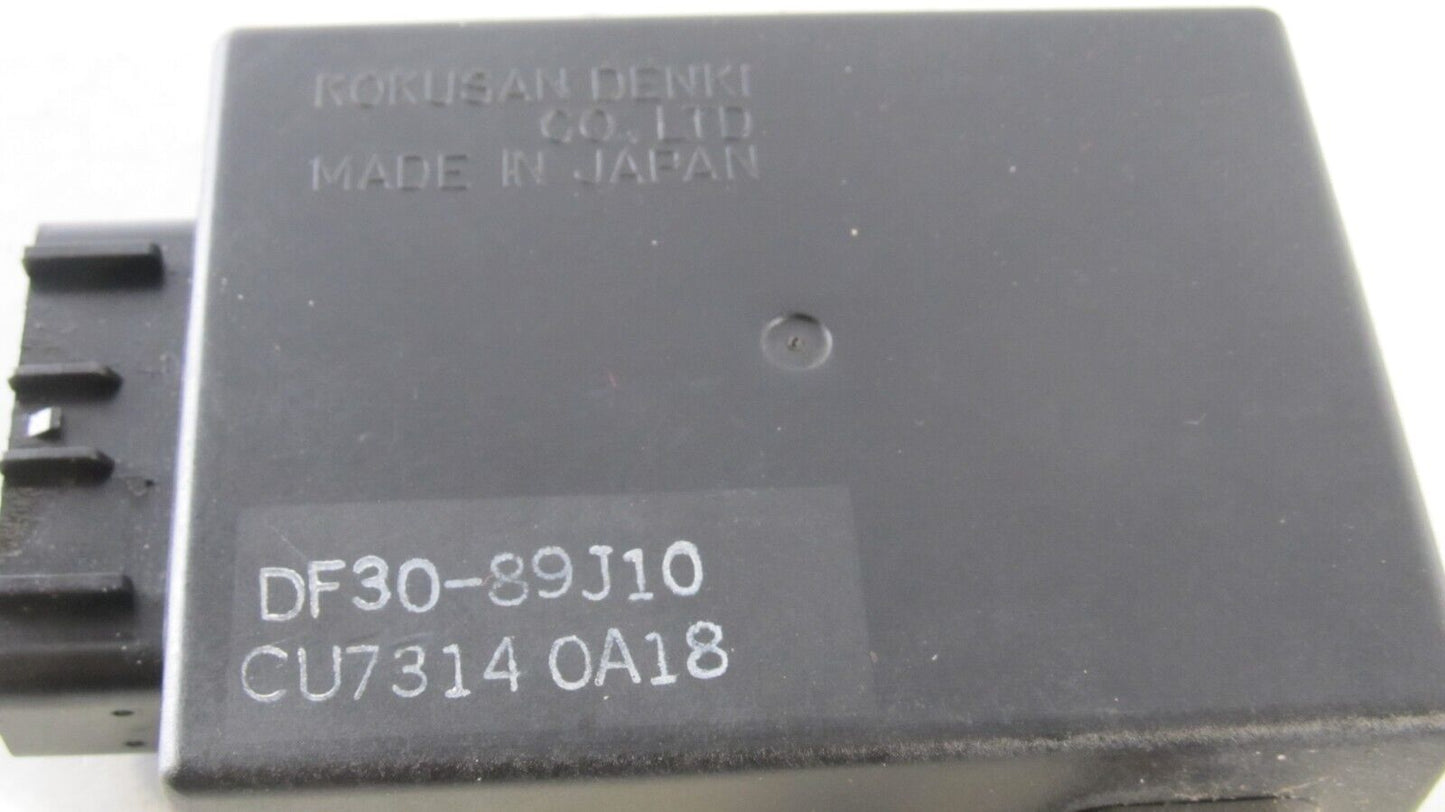 KOKUSAN DENKI
CO. LTD
MADE IN JAPAN
DF30-89J10
CU7314 0A18